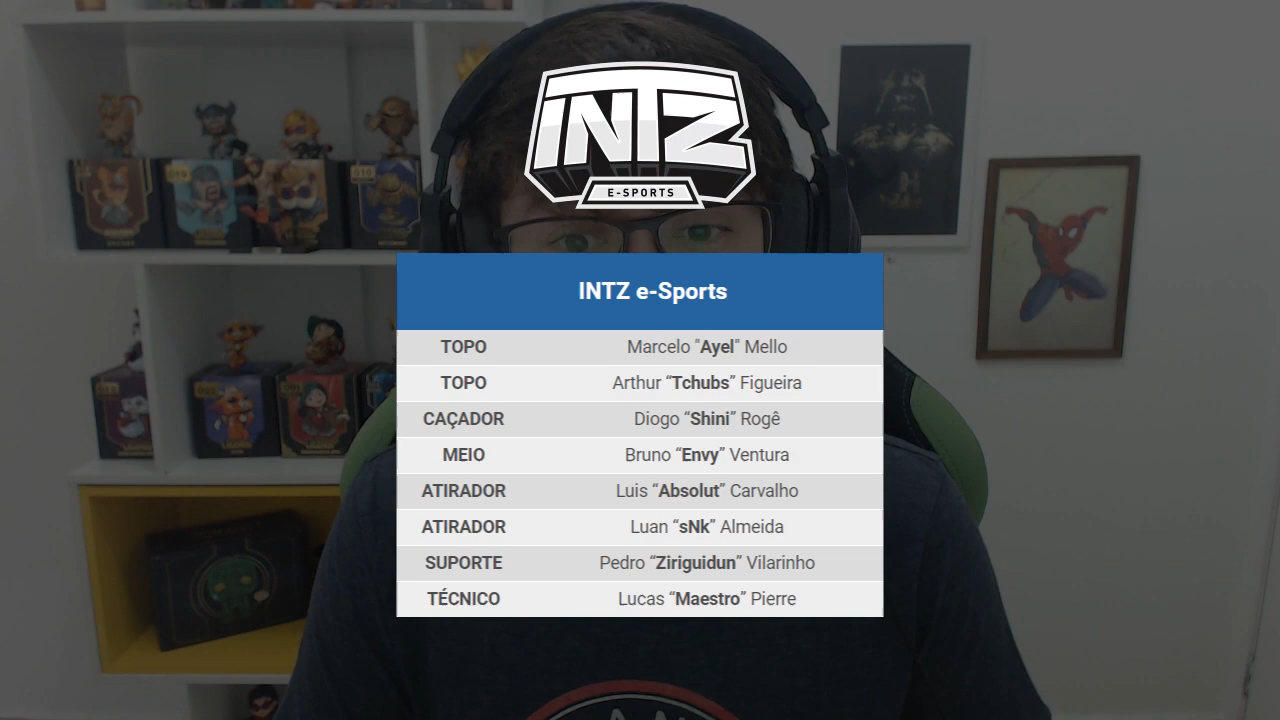 INTZ
E-SPORTS
INTZ e-Sports
TOPO Marcelo "Ayel" Mello
TOPO Arthur “Tchubs” Figueira
CAÇADOR Diogo “Shini” Rogê
MEIO Bruno “Envy” Ventura
ATIRADOR Luis “Absolut” Carvalho
ATIRADOR Luan “sNk” Almeida
SUPORTE Pedro “Ziriguidun” Vilarinho
TÉCNICO Lucas “Maestro” Pierre